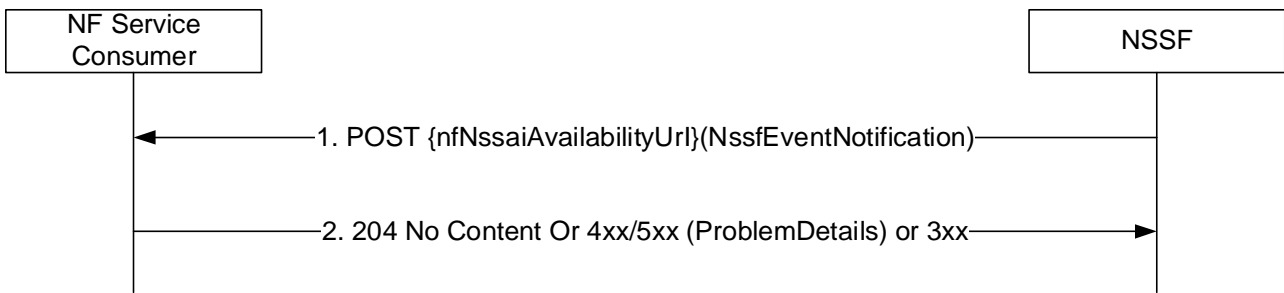 NF Service
Consumer
NSSF
1. POST {nfNssaiAvailabilityUrl}(NssfEventNotification)
2. 204 No Content Or 4xx/5xx (ProblemDetails) or 3xx